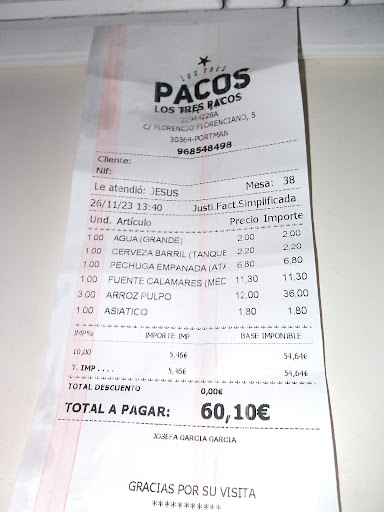 LOS TRES
PACOS
LOS TRES PACOS
22944228A
C/ FLORENCIO FLORENCIANO, 5
30364-PORTMAN
968548498
Cliente:
Nif:
Le atendió: JESUS Mesa: 38
26/11/23 13:40 Justi.Fact.Simplificada
Und. Artículo Precio Importe
1.00 AGUA (GRANDE) 2.00 2.00
1.00 CERVEZA BARRIL (TANQUE 2.20 2.20
1.00 PECHUGA EMPANADA (ATA 6.80 6.80
1.00 FUENTE CALAMARES (MED 11,30 11,30
3.00 ARROZ PULPO 12,00 36,00
1.00 ASIATICO 1.80 1.80
IMP% IMPORTE IMP BASE IMPONIBLE
10,00 5,46€ 54,64€
T. IMP .... 5,46€ 54,64€
TOTAL DESCUENTO 0,00€
TOTAL A PAGAR: 60,10€
JOSEFA GARCIA GARCIA
GRACIAS POR SU VISITA
***********